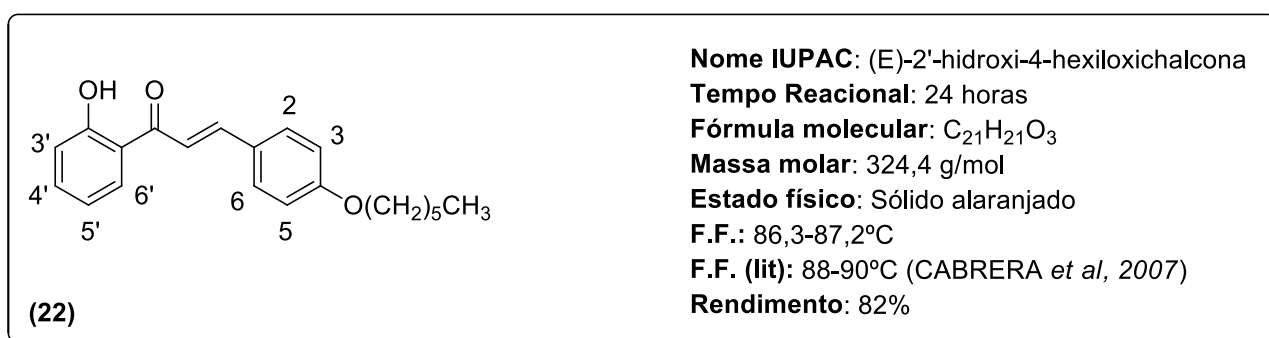 OH
O
2
3'
3
4'
6'
6
5'
5
O(CH₂)₅CH₃
(22)
Nome IUPAC: (E)-2'-hidroxi-4-hexiloxichalcona
Tempo Reacional: 24 horas
Fórmula molecular: C₂₁H₂₁O₃
Massa molar: 324,4 g/mol
Estado físico: Sólido alaranjado
F.F.: 86,3-87,2ºC
F.F. (lit): 88-90ºC (CABRERA et al, 2007)
Rendimento: 82%